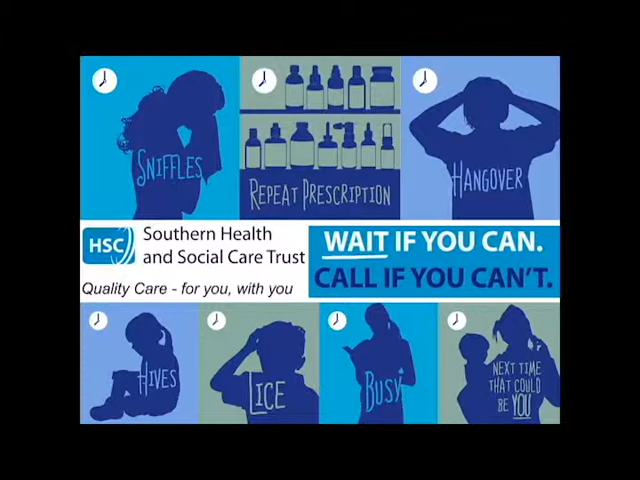 SNIFFLES
REPEAT PRESCRIPTION
HANGOVER
HSC
Southern Health
and Social Care Trust
Quality Care - for you, with you
WAIT IF YOU CAN.
CALL IF YOU CAN'T.
HIVES
LICE
BUSY
NEXT TIME
THAT COULD
BE YOU